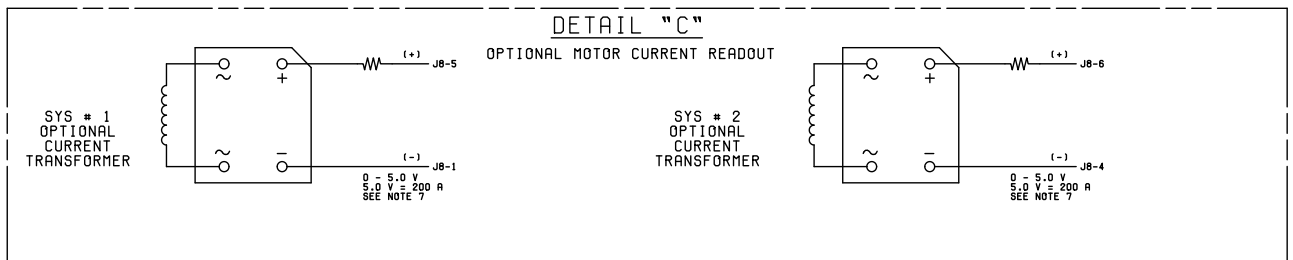 DETAIL "C"
OPTIONAL MOTOR CURRENT READOUT
SYS # 1
OPTIONAL
CURRENT
TRANSFORMER
~
+
~
–
(+)
J8-5
(-)
J8-1
0 - 5.0 V
5.0 V = 200 A
SEE NOTE 7
SYS # 2
OPTIONAL
CURRENT
TRANSFORMER
~
+
~
–
(+)
J8-6
(-)
J8-4
0 - 5.0 V
5.0 V = 200 A
SEE NOTE 7